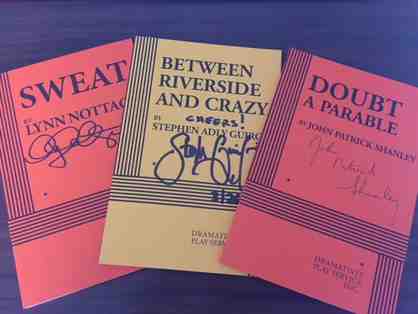 SWEAT
BY
LYNN NOTTAG
BETWEEN
RIVERSIDE
AND CRAZY
CHEERS!
BY
STEPHEN ADLY GUIRG
DRAMATISTS
PLAY SERVICE
DOUBT
A PARABLE
BY JOHN PATRICK SHANLEY
John
Patrick
Shanley
DRAMATISTS
PLAY SERVICE
INC.